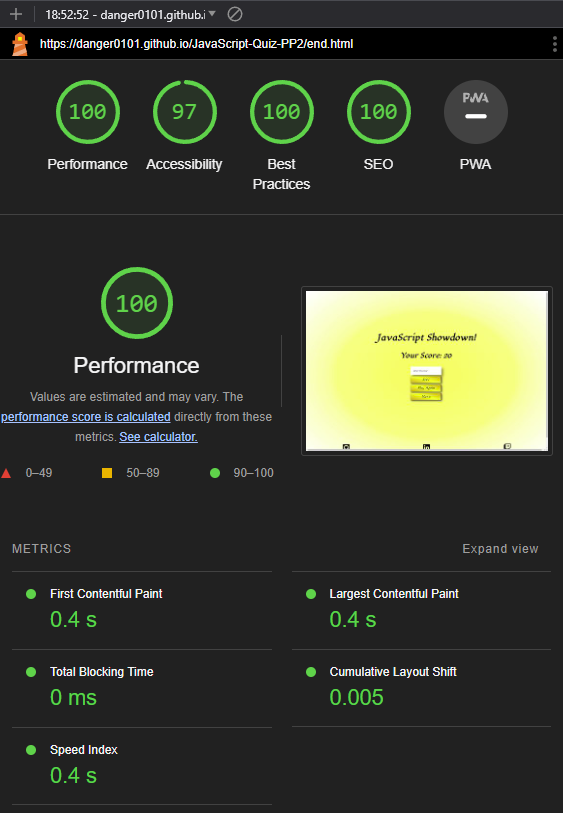 18:52:52 - danger0101.github.i
https://danger0101.github.io/JavaScript-Quiz-PP2/end.html
100
97
100
100
PWA
Performance
Accessibility
Best
Practices
SEO
PWA
100
Performance
Values are estimated and may vary. The
performance score is calculated directly from these
metrics. See calculator.
0–49
50–89
90–100
JavaScript Showdown!
Your Score: 20
METRICS
Expand view
First Contentful Paint
0.4 s
Largest Contentful Paint
0.4 s
Total Blocking Time
0 ms
Cumulative Layout Shift
0.005
Speed Index
0.4 s